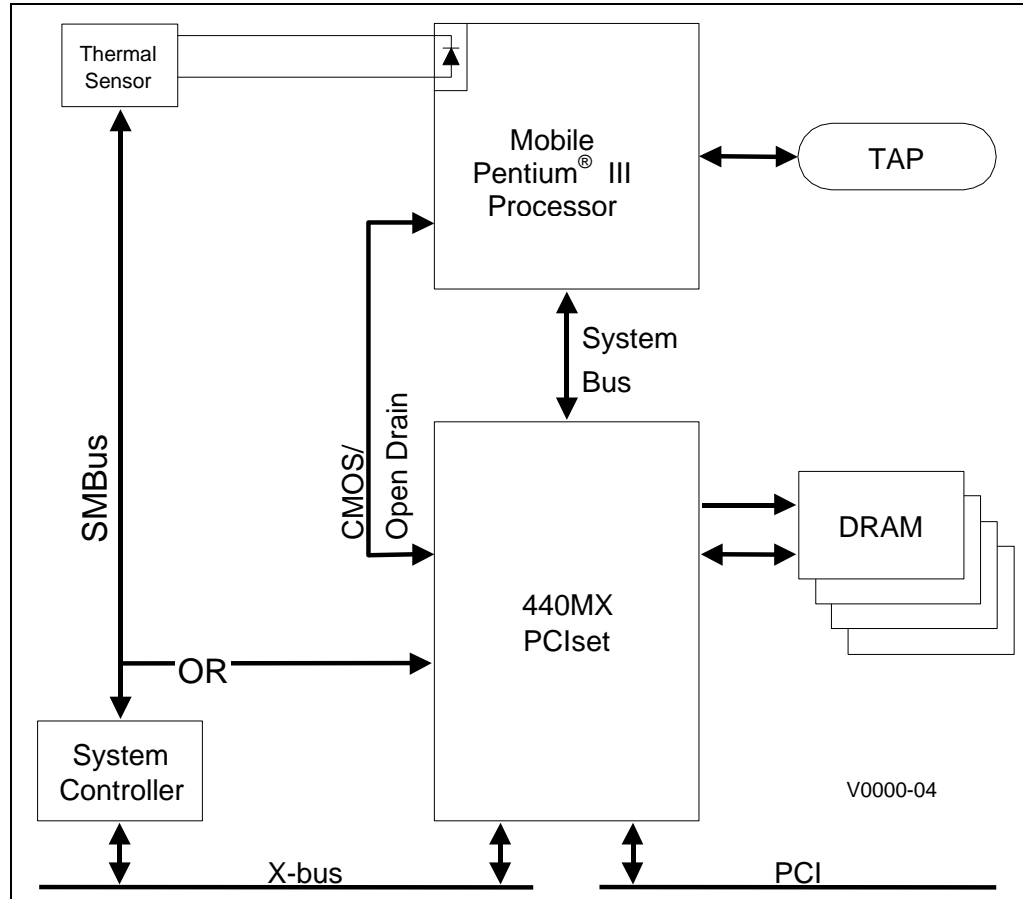 Thermal
Sensor
Mobile
Pentium® III
Processor
TAP
System
Bus
SMBus
CMOS/
Open Drain
DRAM
440MX
PCIset
OR
System
Controller
V0000-04
X-bus
PCI